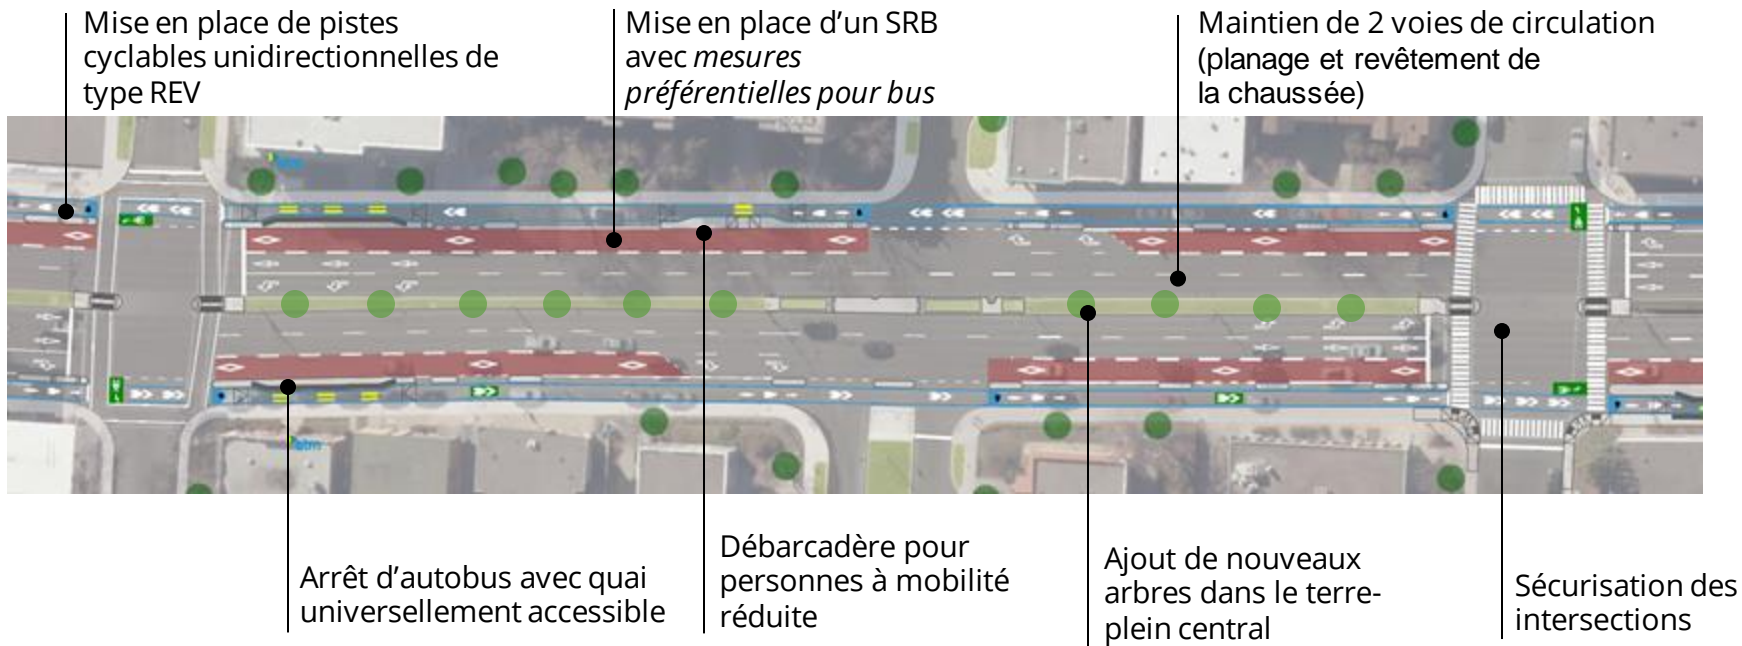 Mise en place de pistes
cyclables unidirectionnelles de
type REV
Mise en place d'un SRB
avec mesures
préférentielles pour bus
Maintien de 2 voies de circulation
(planage et revêtement de
la chaussée)
Arrêt d'autobus avec quai
universellement accessible
Débarcadère pour
personnes à mobilité
réduite
Ajout de nouveaux
arbres dans le terre-
plein central
Sécurisation des
intersections